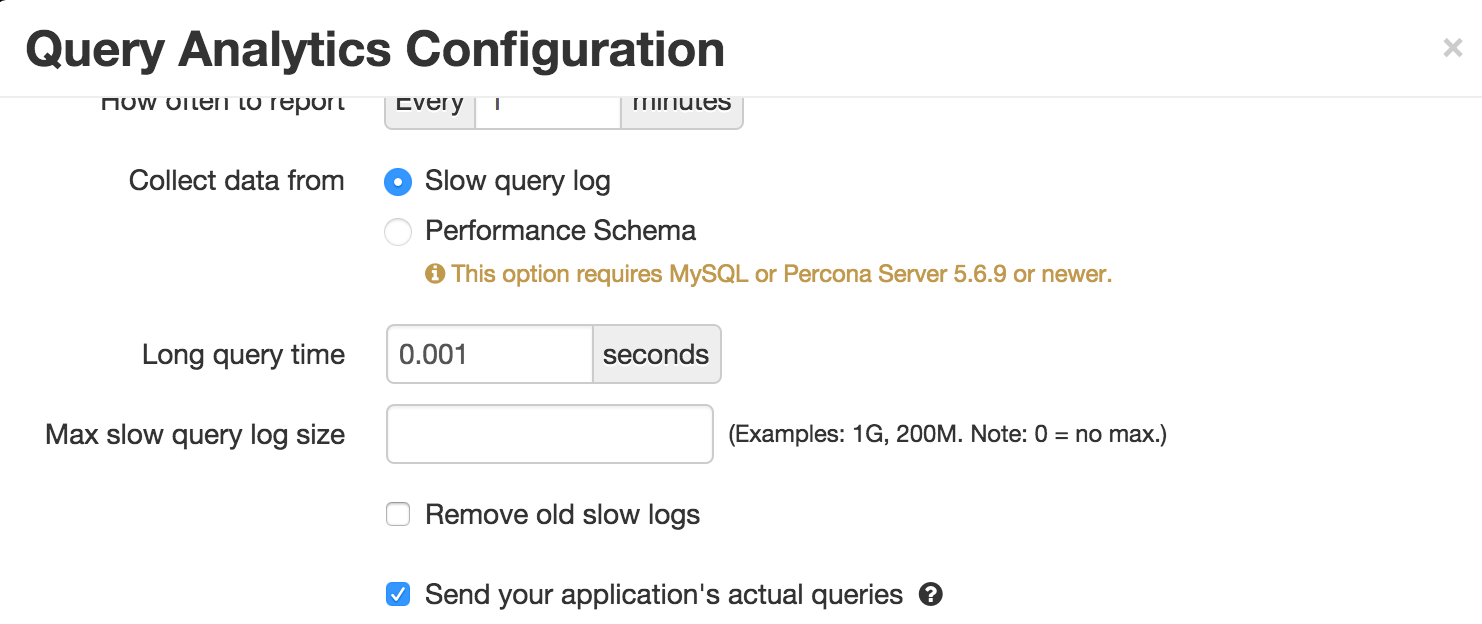 Query Analytics Configuration ×
How often to report Every 1 minutes
Collect data from Slow query log
Performance Schema
This option requires MySQL or Percona Server 5.6.9 or newer.
Long query time 0.001 seconds
Max slow query log size (Examples: 1G, 200M. Note: 0 = no max.)
Remove old slow logs
Send your application's actual queries ?